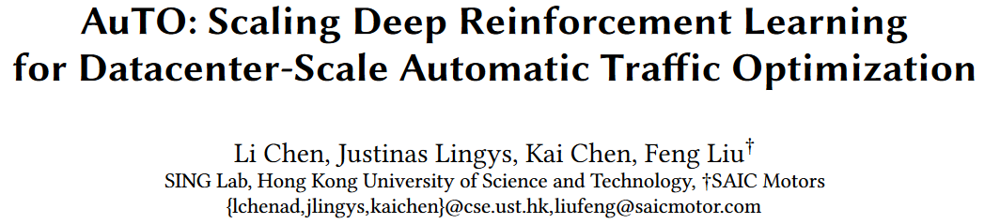 AuTO: Scaling Deep Reinforcement Learning
for Datacenter-Scale Automatic Traffic Optimization
Li Chen, Justinas Lingys, Kai Chen, Feng Liu†
SING Lab, Hong Kong University of Science and Technology, †SAIC Motors
{lchenad,jlingys,kaichen}@cse.ust.hk,liufeng@saicmotor.com